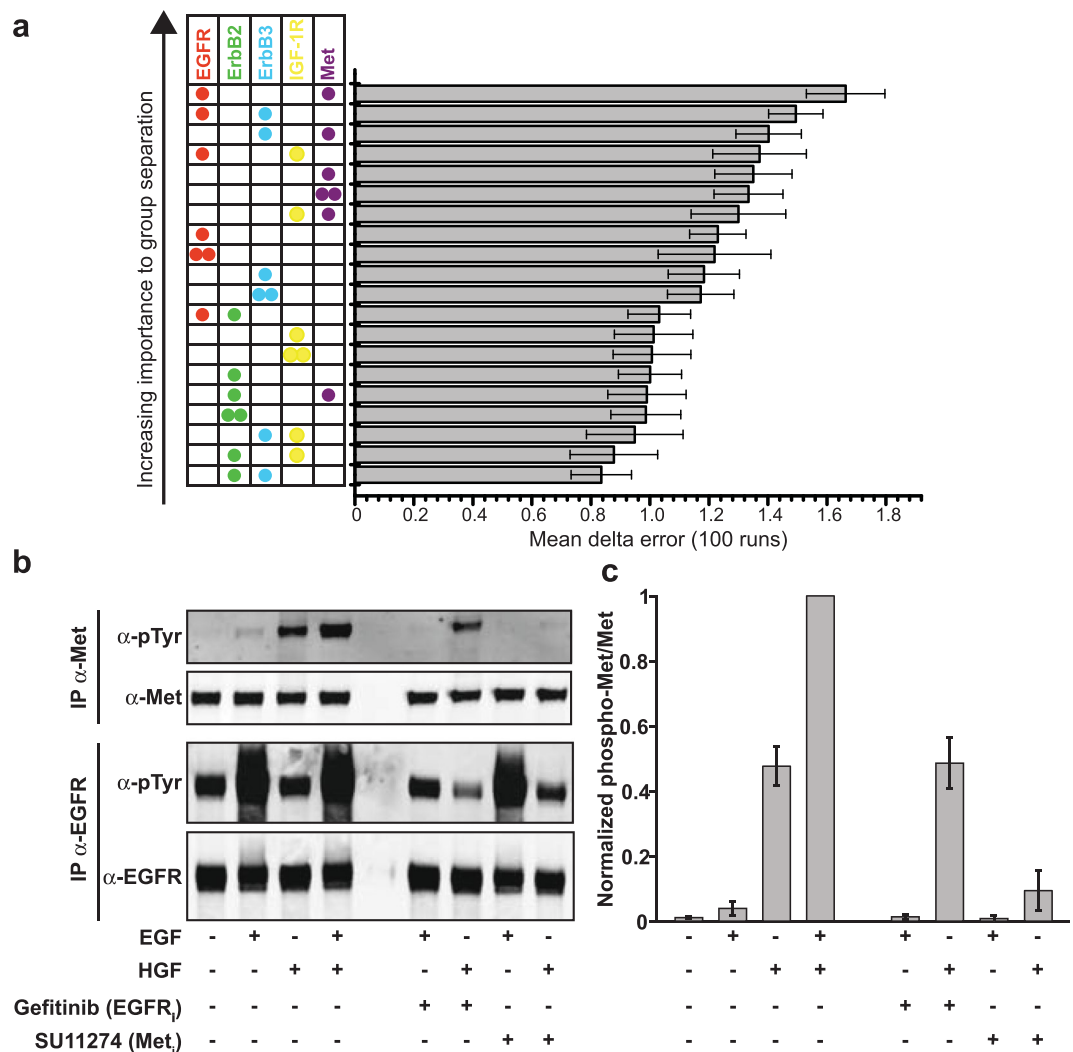 a
Increasing importance to group separation
EGFR
ErbB2
ErbB3
IGF-1R
Met
0 0.2 0.4 0.6 0.8 1.0 1.2 1.4 1.6 1.8
Mean delta error (100 runs)
b
IP α-Met
α-pTyr
α-Met
IP α-EGFR
α-pTyr
α-EGFR
c
Normalized phospho-Met/Met
1
0.8
0.6
0.4
0.2
0
EGF - + - + + - + - - + - + + - + -
HGF - - + + - + - + - - + + - + - +
Gefitinib (EGFRi) - - - - + + - - - - - - + + - -
SU11274 (Meti) - - - - - - + + - - - - - - + +